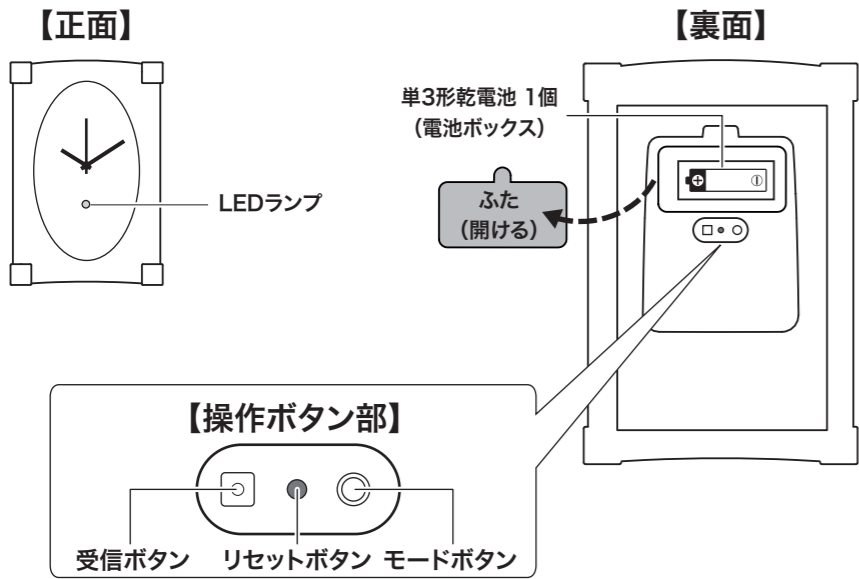 【正面】
【裏面】
単3形乾電池 1個
（電池ボックス）
LEDランプ
ふた
（開ける）
【操作ボタン部】
受信ボタン
リセットボタン
モードボタン